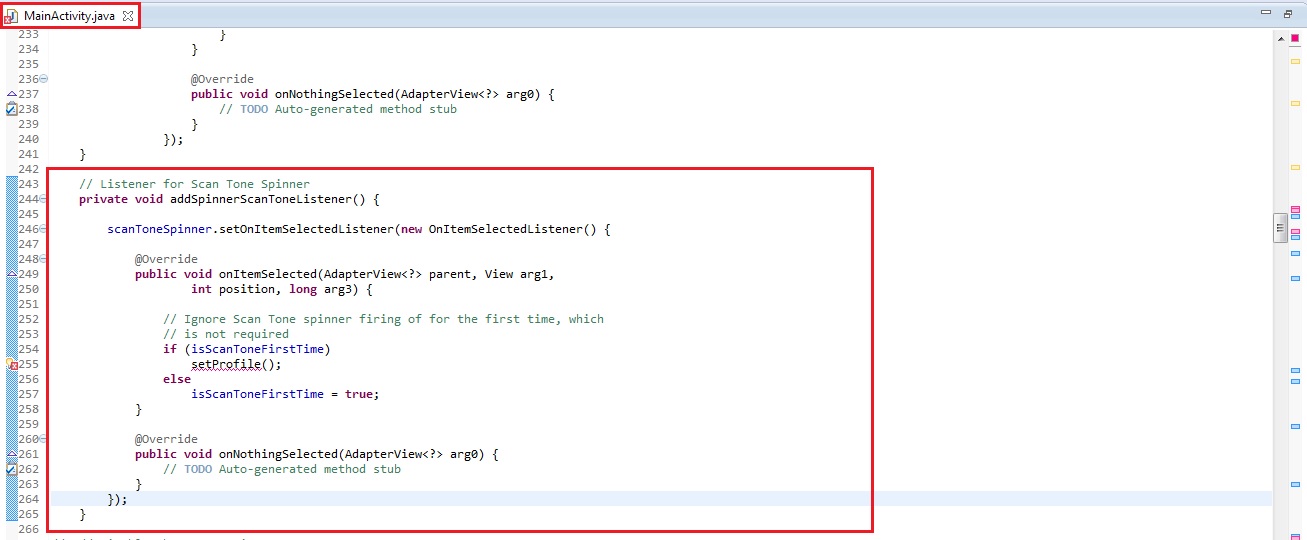 MainActivity.java
233 }
234 }
235
236 @Override
237 public void onNothingSelected(AdapterView<?> arg0) {
238 // TODO Auto-generated method stub
239 }
240 });
241 }
242
243 // Listener for Scan Tone Spinner
244 private void addSpinnerScanToneListener() {
245
246 scanToneSpinner.setOnItemSelectedListener(new OnItemSelectedListener() {
247
248 @Override
249 public void onItemSelected(AdapterView<?> parent, View arg1,
250 int position, long arg3) {
251
252 // Ignore Scan Tone spinner firing of for the first time, which
253 // is not required
254 if (isScanToneFirstTime)
255 setProfile();
256 else
257 isScanToneFirstTime = true;
258 }
259
260 @Override
261 public void onNothingSelected(AdapterView<?> arg0) {
262 // TODO Auto-generated method stub
263 }
264 });
265 }
266